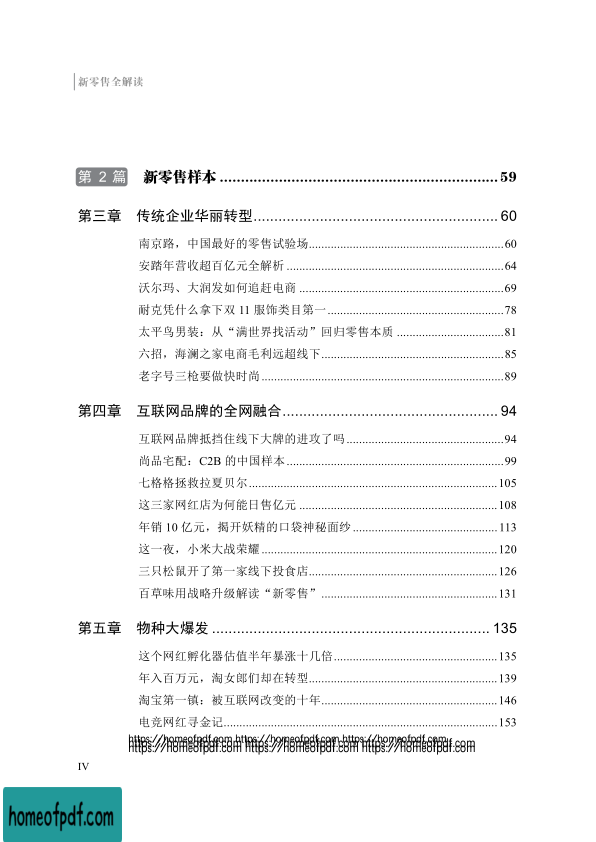 新零售全解读
第 2 篇 新零售样本 ................................................................ 59
第三章 传统企业华丽转型 ........................................................... 60
南京路，中国最好的零售试验场 ................................................................ 60
安踏年营收超百亿元全解析 ................................................................ 64
沃尔玛、大润发如何追赶电商 ................................................................ 69
耐克凭什么拿下双 11 服饰类目第一 ........................................................ 78
太平鸟男装：从“满世界找活动”回归零售本质 ................................ 81
六招，海澜之家电商毛利远超线下 ............................................................ 85
老字号三枪要做快时尚 ................................................................ 89
第四章 互联网品牌的全网融合 .................................................... 94
互联网品牌抵挡住线下大牌的进攻了吗 .................................................... 94
尚品宅配：C2B 的中国样本 ................................................................ 99
七格格拯救拉夏贝尔 ................................................................ 105
这三家网红店为何能日售亿元 ................................................................ 108
年销 10 亿元，揭开妖精的口袋神秘面纱 ................................................ 113
这一夜，小米大战荣耀 ................................................................ 120
三只松鼠开了第一家线下投食店 ................................................................ 126
百草味用战略升级解读“新零售” ........................................................ 131
第五章 物种大爆发 ................................................................ 135
这个网红孵化器估值半年暴涨十几倍 ........................................................ 135
年入百万元，淘女郎们却在转型 ................................................................ 139
淘宝第一镇：被互联网改变的十年 ............................................................ 146
电竞网红寻金记 ................................................................ 153
https://homeofpdf.com https://homeofpdf.com https://homeofpdf.com
https://homeofpdf.com https://homeofpdf.com https://homeofpdf.com
IV
homeofpdf.com